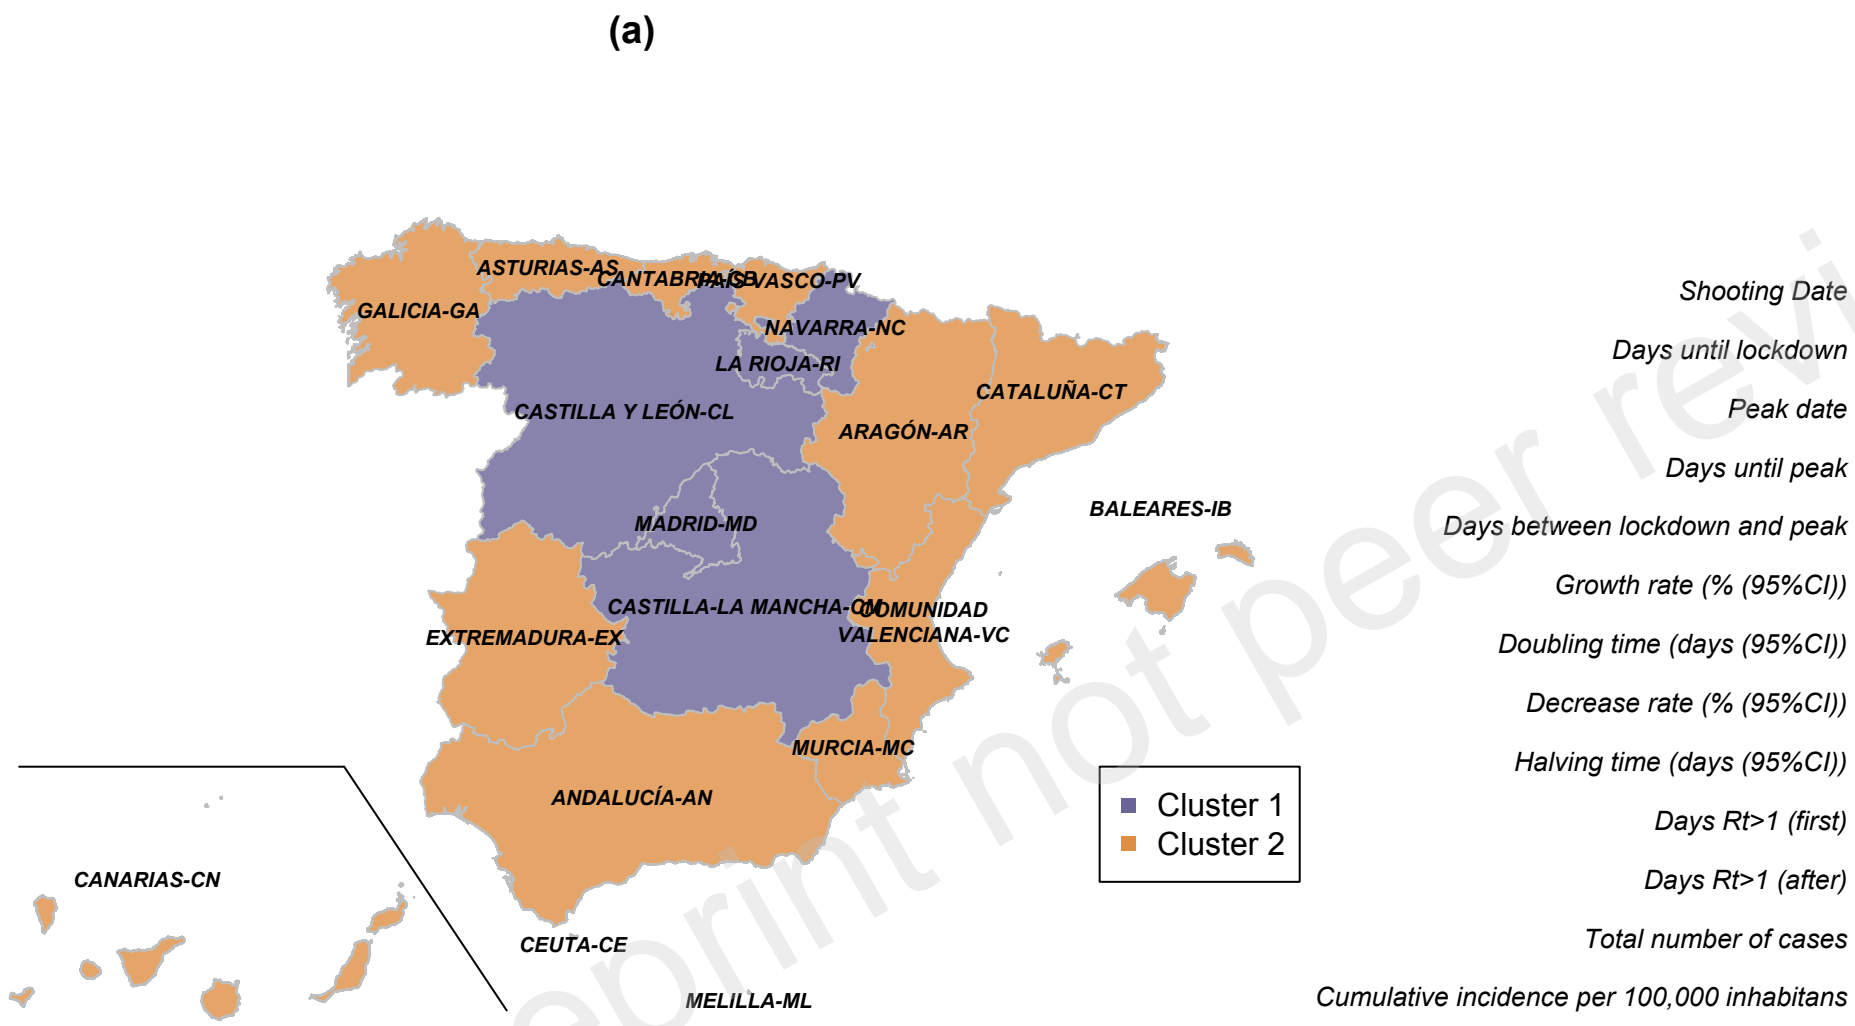 (a)
ASTURIAS-AS
CANTABRIA-CB
PAÍS VASCO-PV
GALICIA-GA
NAVARRA-NC
LA RIOJA-RI
CASTILLA Y LEÓN-CL
CATALUÑA-CT
ARAGÓN-AR
MADRID-MD
BALEARES-IB
CASTILLA-LA MANCHA-CM
COMUNIDAD
VALENCIANA-VC
EXTREMADURA-EX
MURCIA-MC
ANDALUCÍA-AN
CANARIAS-CN
CEUTA-CE
MELILLA-ML
Cluster 1
Cluster 2
Shooting Date
Days until lockdown
Peak date
Days until peak
Days between lockdown and peak
Growth rate (% (95%CI))
Doubling time (days (95%CI))
Decrease rate (% (95%CI))
Halving time (days (95%CI))
Days Rt>1 (first)
Days Rt>1 (after)
Total number of cases
Cumulative incidence per 100,000 inhabitans
eprint not peer revi